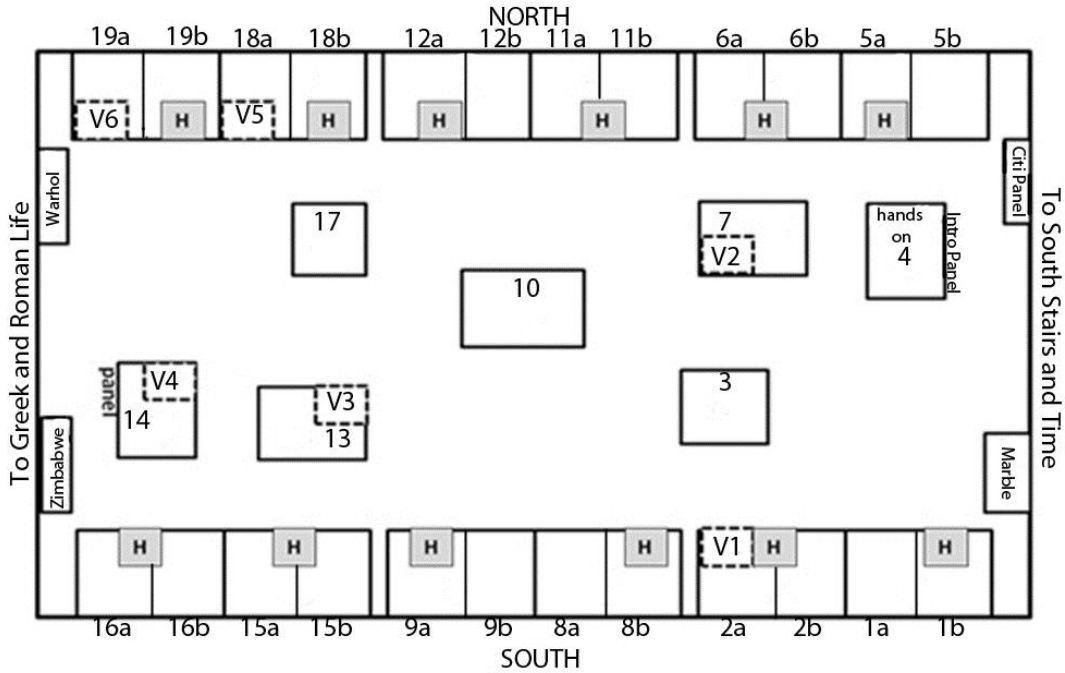 NORTH
19a 19b 18a 18b 12a 12b 11a 11b 6a 6b 5a 5b
V6 H V5 H H H H H
Warhol
Citi Panel
To Greek and Roman Life
To South Stairs and Time
17
7
V2
hands
on
4
Intro Panel
10
panel
V4
14
V3
13
3
Zimbabwe
Marble
H H H H V1 H H
16a 16b 15a 15b 9a 9b 8a 8b 2a 2b 1a 1b
SOUTH